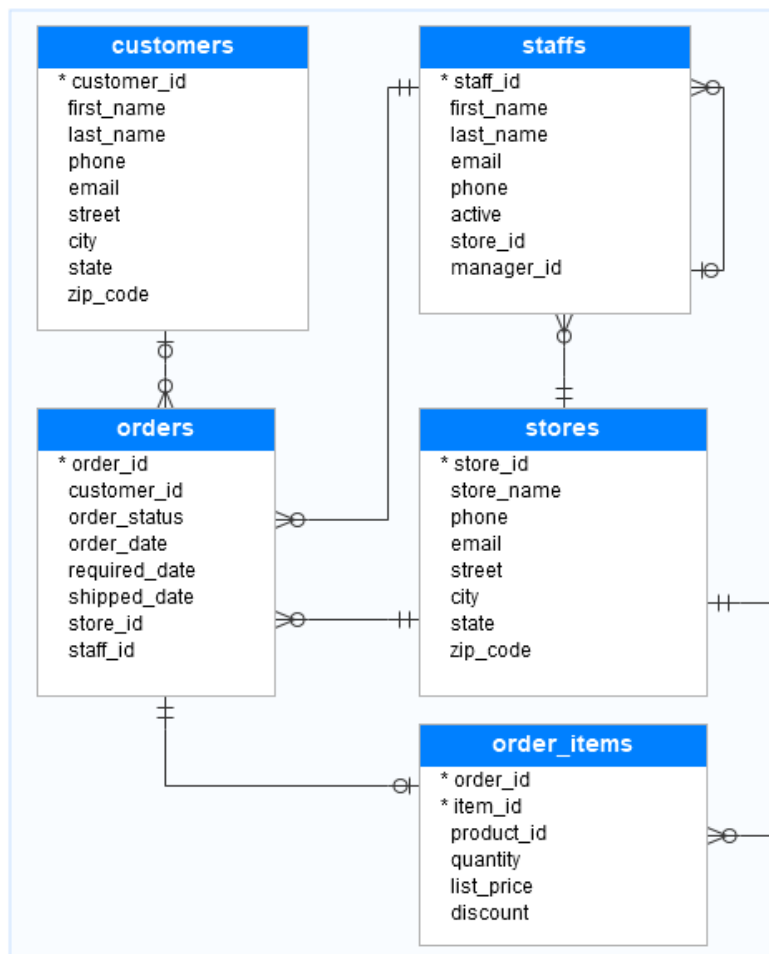 customers
* customer_id
first_name
last_name
phone
email
street
city
state
zip_code
staffs
* staff_id
first_name
last_name
email
phone
active
store_id
manager_id
orders
* order_id
customer_id
order_status
order_date
required_date
shipped_date
store_id
staff_id
stores
* store_id
store_name
phone
email
street
city
state
zip_code
order_items
* order_id
* item_id
product_id
quantity
list_price
discount